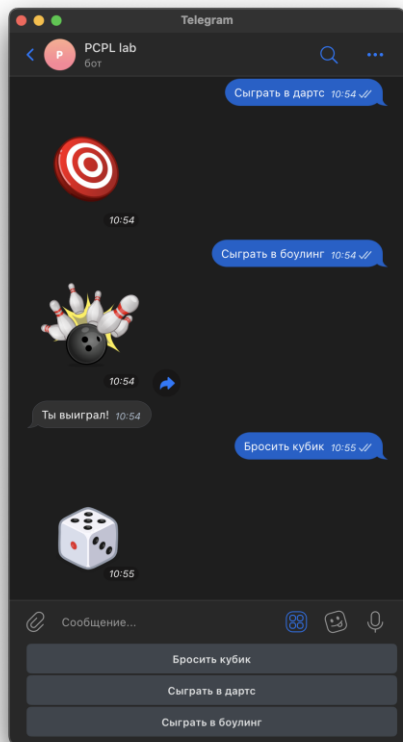 Telegram
P
PCPL lab
бот
Сыграть в дартс 10:54
10:54
Сыграть в боулинг 10:54
10:54
Ты выиграл! 10:54
Бросить кубик 10:55
10:55
Сообщение...
Бросить кубик
Сыграть в дартс
Сыграть в боулинг